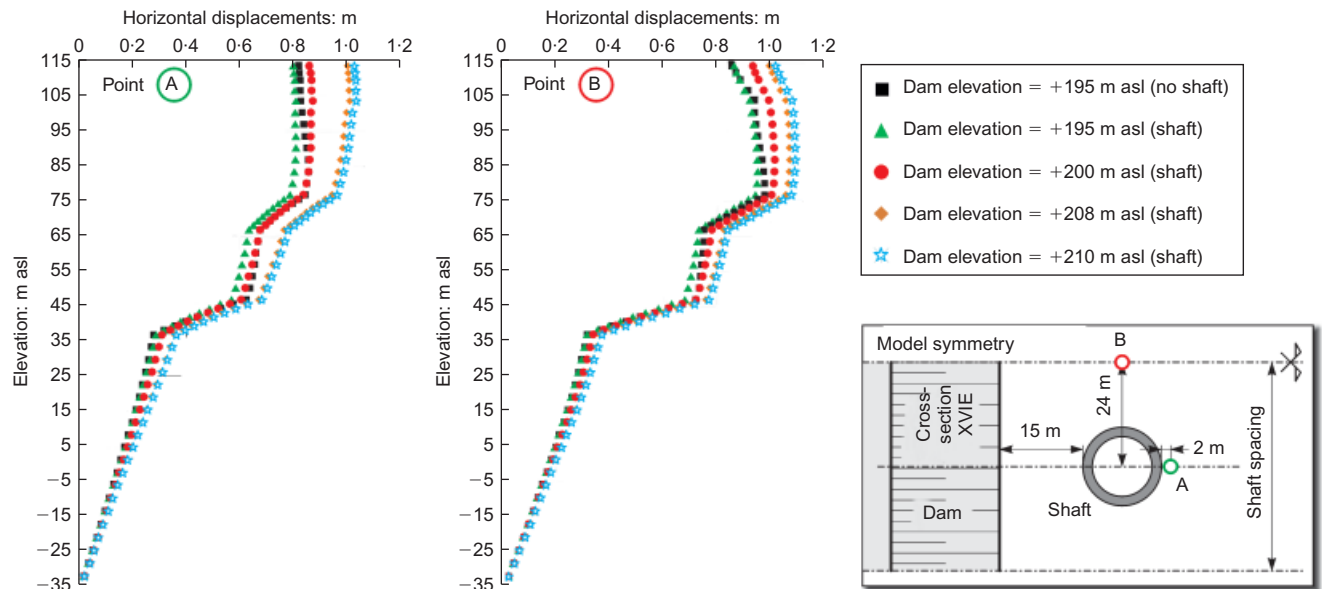 Horizontal displacements: m
0 0·2 0·4 0·6 0·8 1·0 1·2
115
105
95
85
75
65
55
45
35
25
15
5
−5
−15
−25
−35
Elevation: m asl
Point A
Horizontal displacements: m
0 0·2 0·4 0·6 0·8 1·0 1·2
115
105
95
85
75
65
55
45
35
25
15
5
−5
−15
−25
−35
Elevation: m asl
Point B
Dam elevation = +195 m asl (no shaft)
Dam elevation = +195 m asl (shaft)
Dam elevation = +200 m asl (shaft)
Dam elevation = +208 m asl (shaft)
Dam elevation = +210 m asl (shaft)
Model symmetry
B
Cross-
section
XVIE
24 m
15 m
2 m
A
Shaft
Dam
Shaft spacing